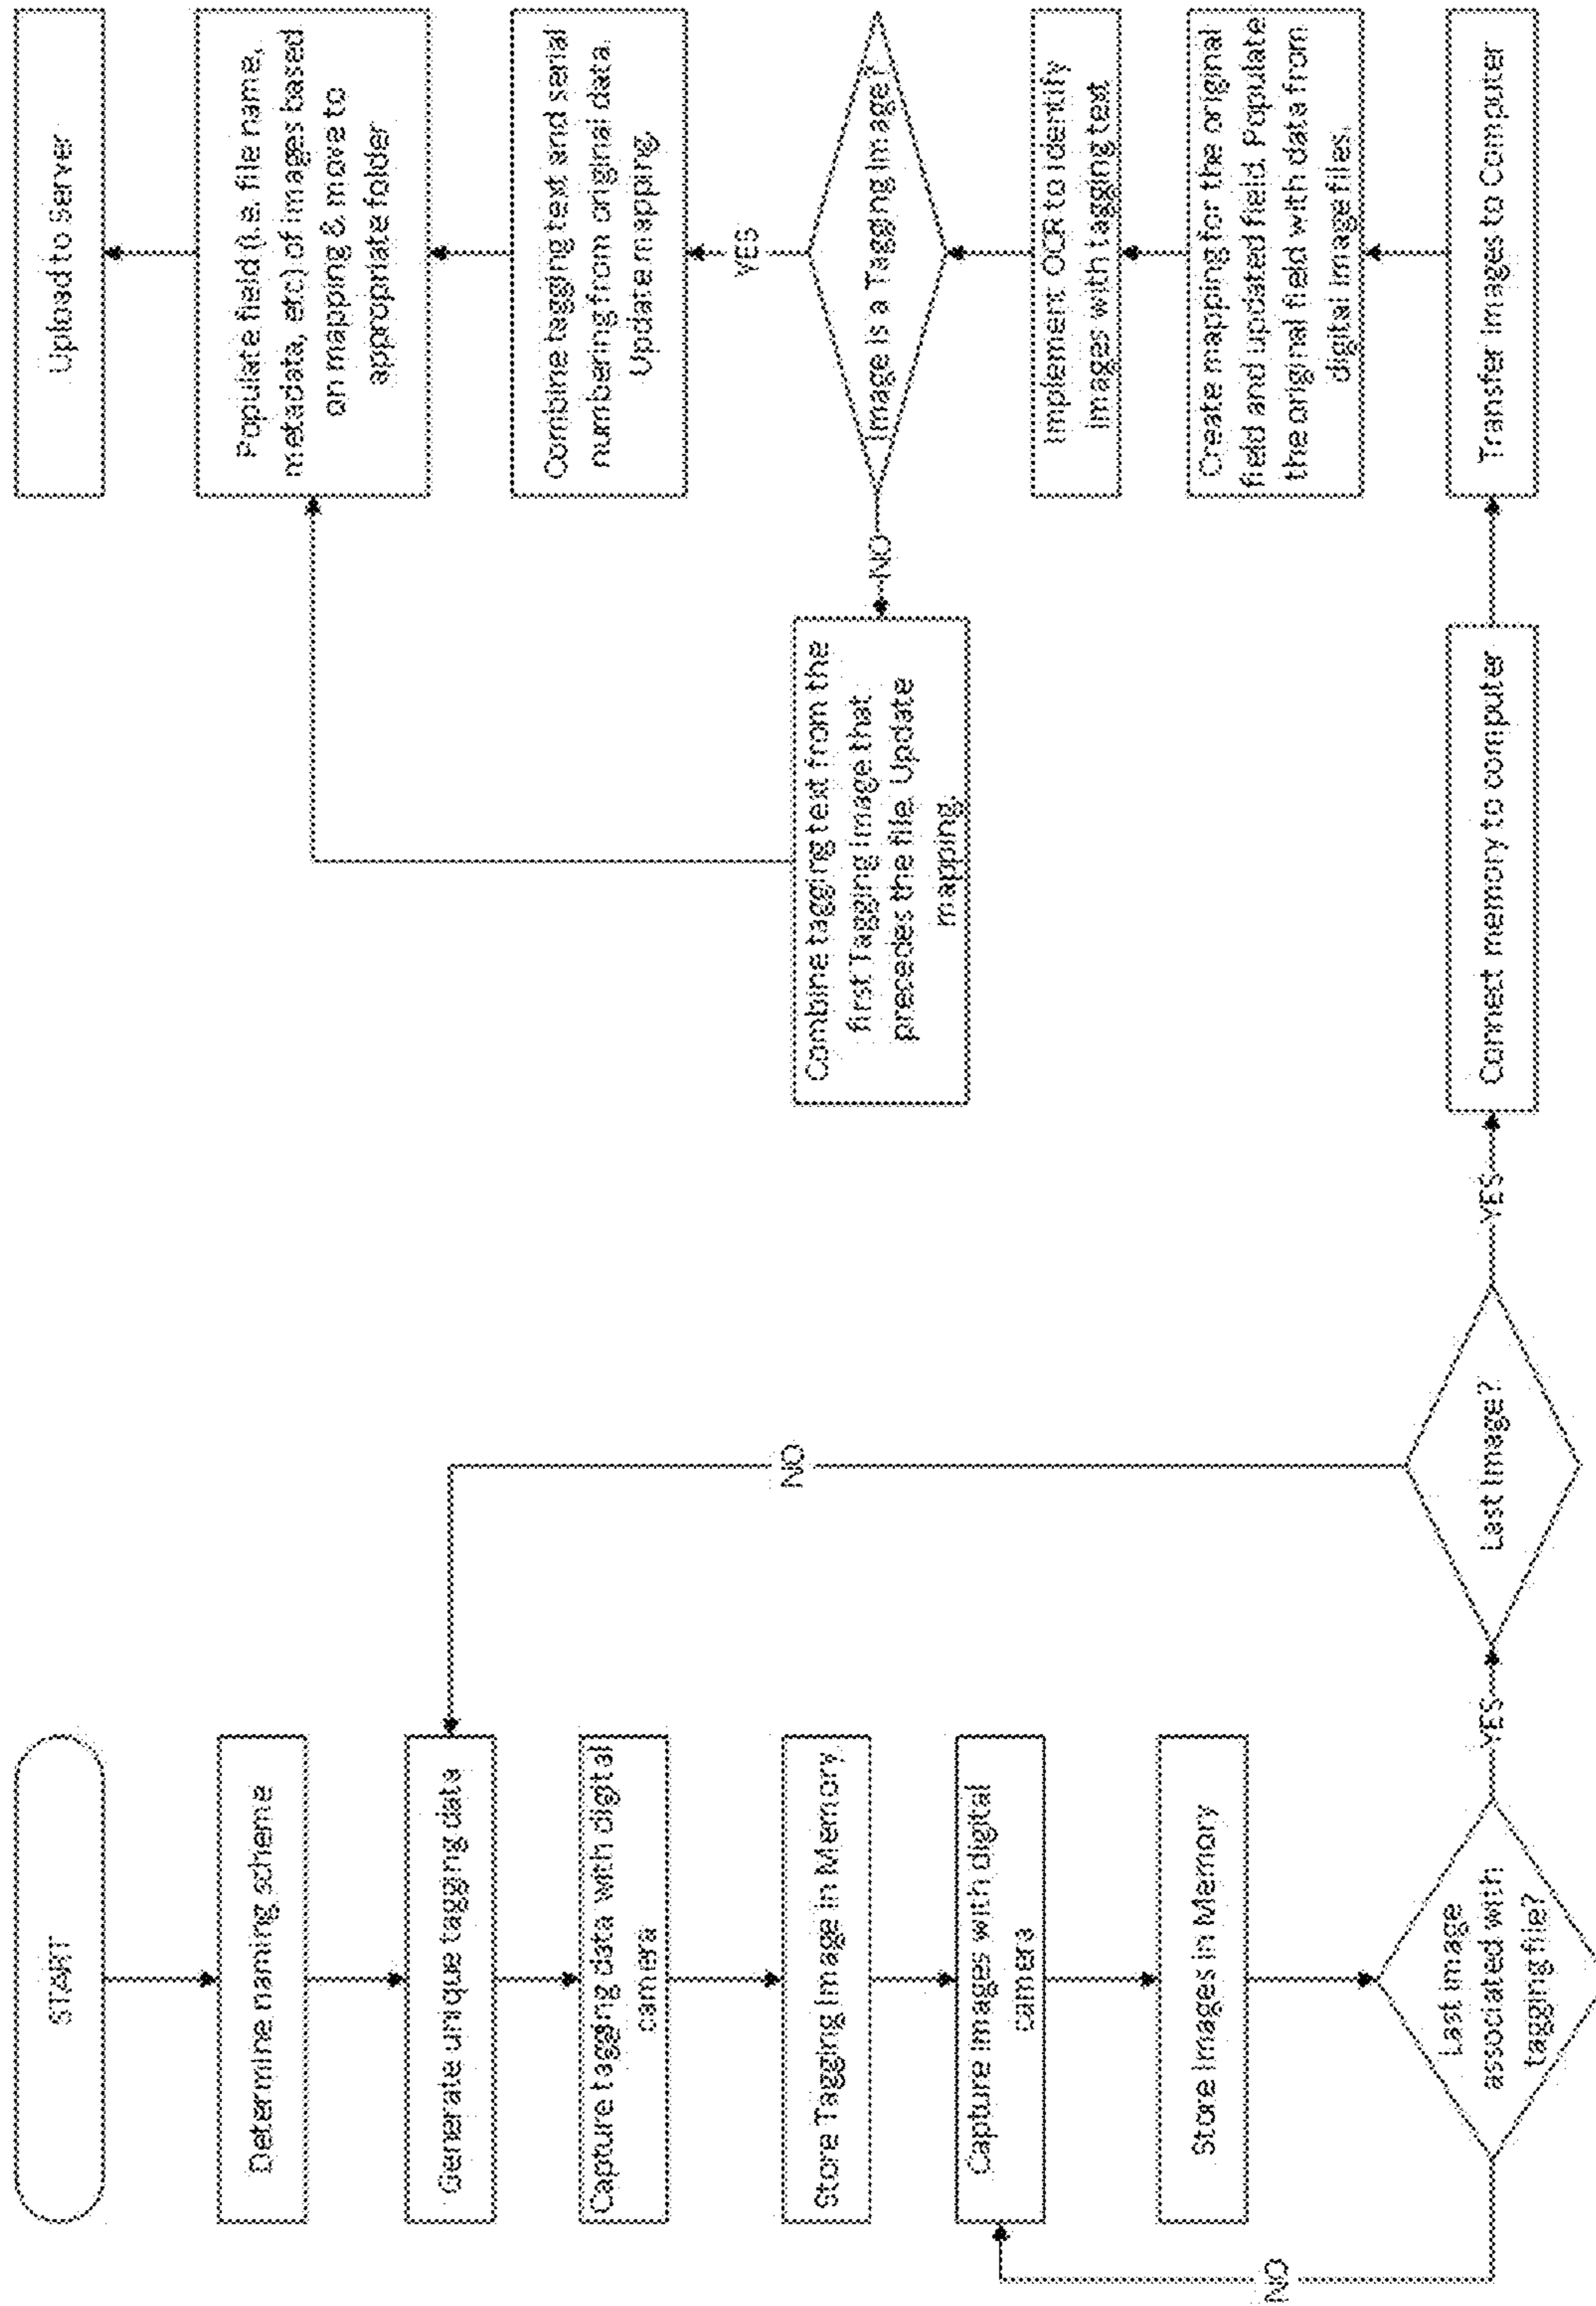 START
Determine naming scheme
Generate unique tagging data
Capture tagging data with digital
camera
Store Tagging Image in Memory
Capture Images with digital
camera
Store Images in Memory
Last image
associated with
tagging file?
NO
YES
Last Image?
NO
YES
Connect memory to computer
Transfer Images to Computer
Create mapping for the original
field and updated field. Populate
the original field with data from
digital image files.
Implement OCR to identify
images with tagging text
Image is a Tagging Image?
NO
Combine tagging text from the
first Tagging Image that
precedes the file. Update
mapping.
YES
Combine tagging text and serial
numbering from original data.
Update mapping.
Populate field (i.e. file name,
metadata, etc) of images based
on mapping & move to
appropriate folder
Upload to Server